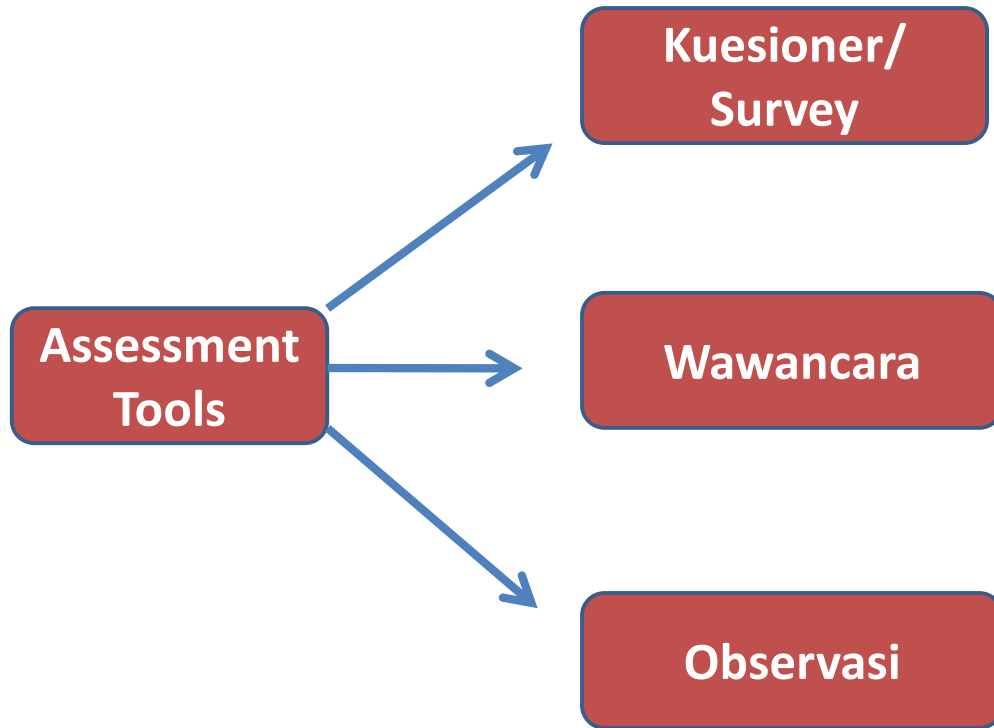 Kuesioner/
Survey
Assessment
Tools
Wawancara
Observasi